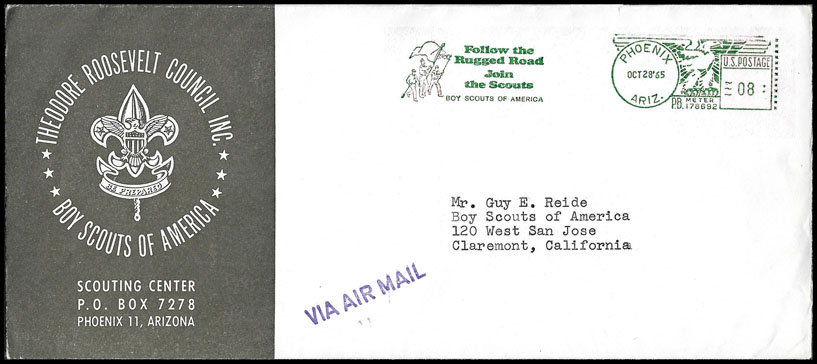 THEODORE ROOSEVELT COUNCIL INC.
BE PREPARED
BOY SCOUTS OF AMERICA
SCOUTING CENTER
P.O. BOX 7278
PHOENIX 11, ARIZONA
Follow the
Rugged Road
Join
the Scouts
BOY SCOUTS OF AMERICA
PHOENIX
OCT 28 '65
ARIZ.
P.B. METER
178692
U.S. POSTAGE
08
Mr. Guy E. Reide
Boy Scouts of America
120 West San Jose
Claremont, California
VIA AIR MAIL